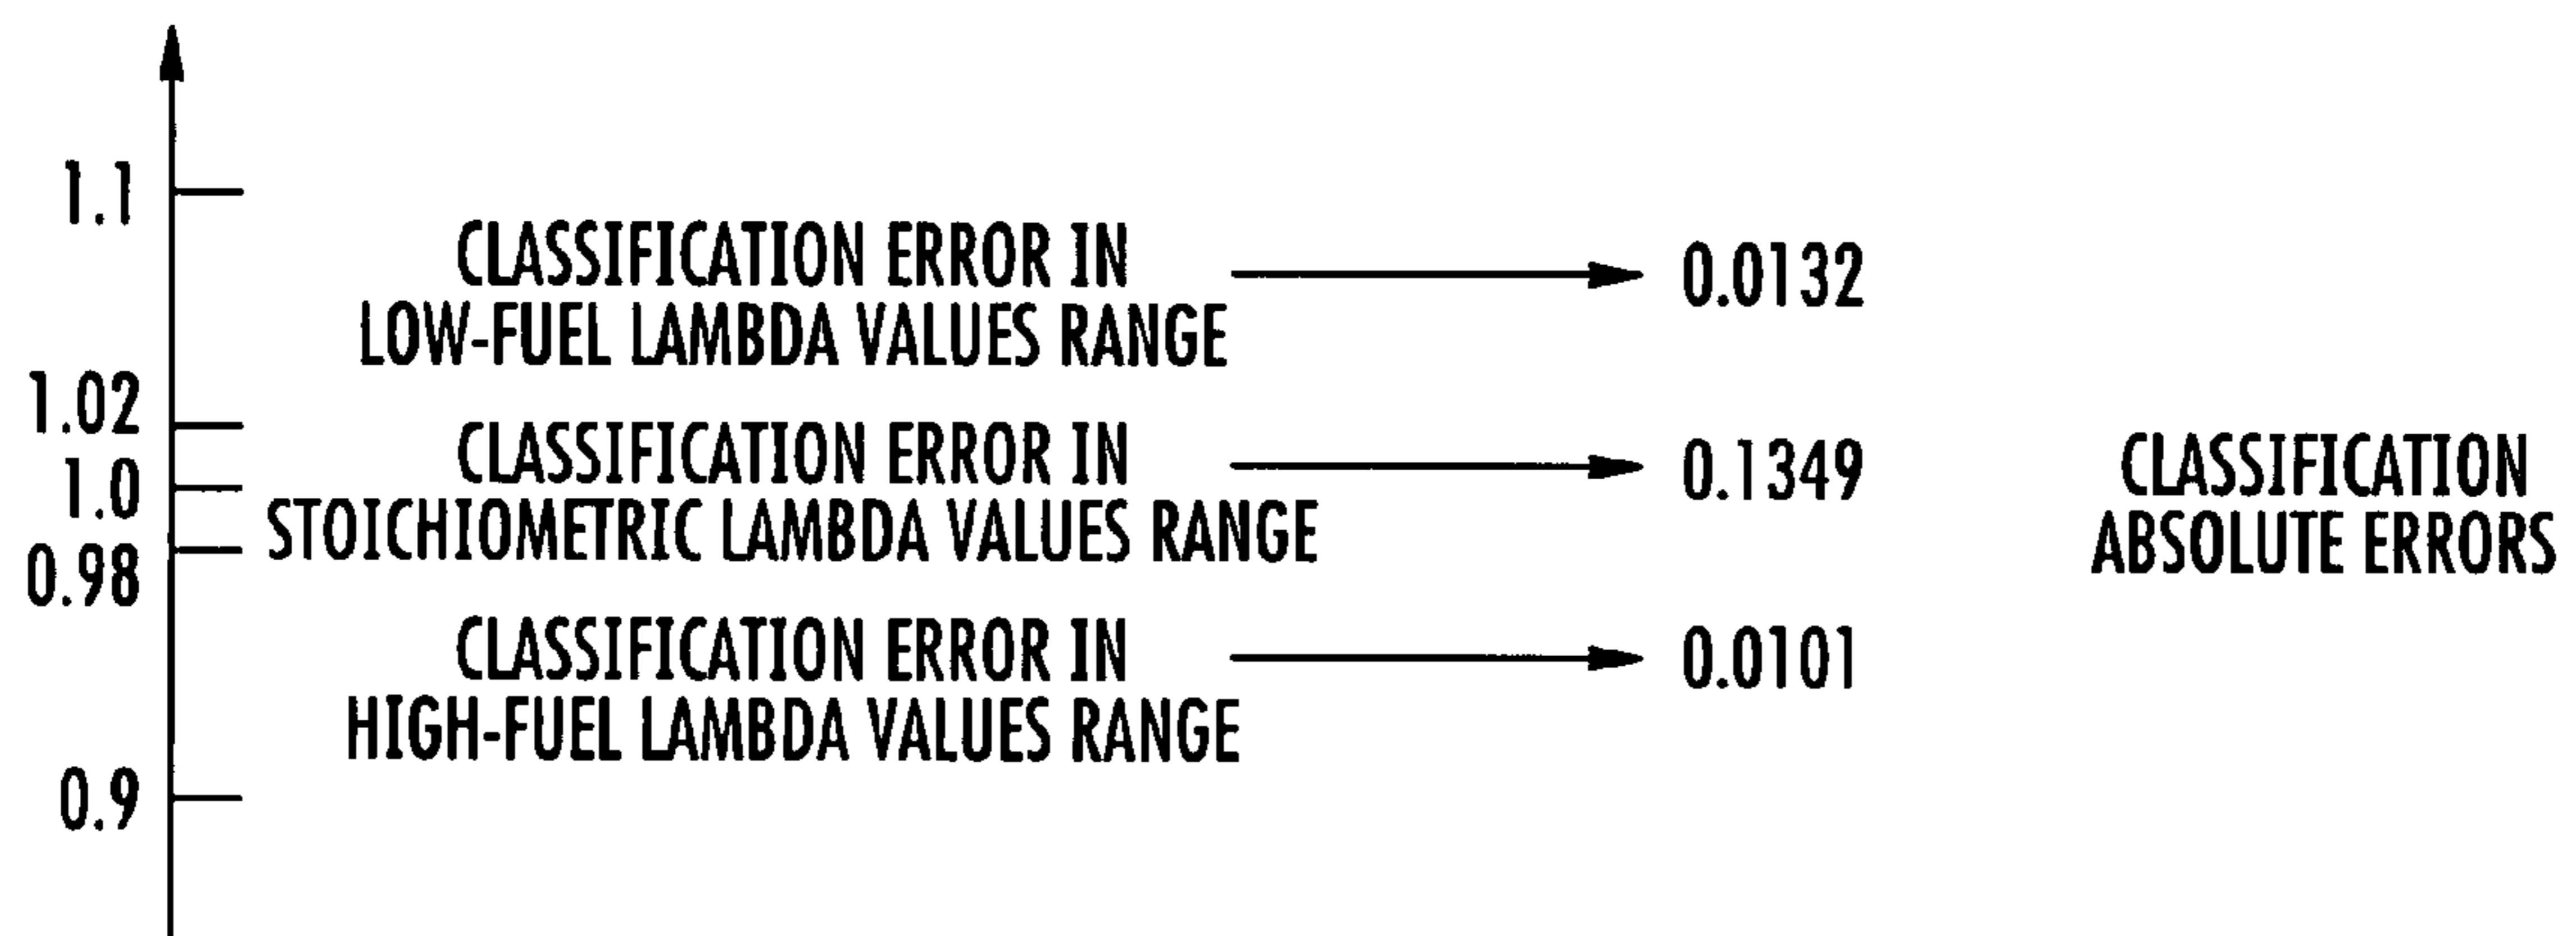 1.1
CLASSIFICATION ERROR IN
LOW-FUEL LAMBDA VALUES RANGE
0.0132
1.02
1.0
0.98
CLASSIFICATION ERROR IN
STOICHIOMETRIC LAMBDA VALUES RANGE
0.1349
CLASSIFICATION
ABSOLUTE ERRORS
CLASSIFICATION ERROR IN
HIGH-FUEL LAMBDA VALUES RANGE
0.0101
0.9